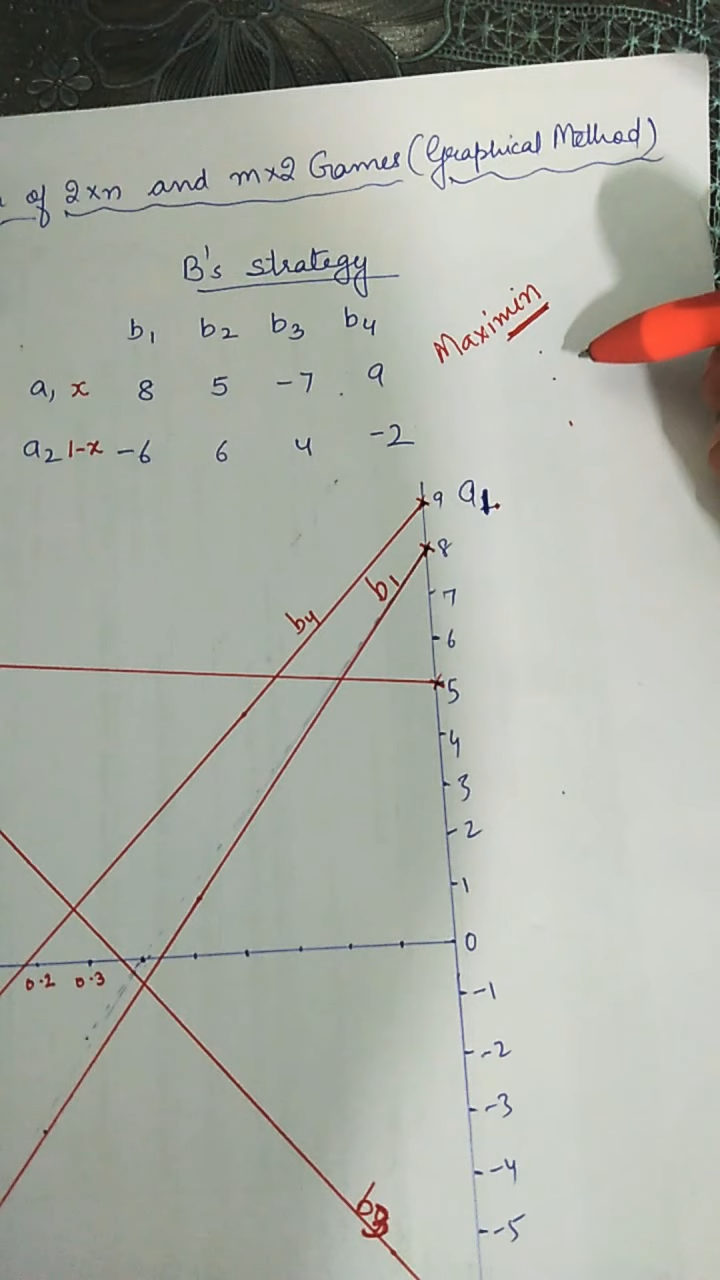 of 2×n and m×2 Games (Graphical Method)
B's strategy
b1 b2 b3 b4
Maximin
a1 x 8 5 -7 9
a2 1-x -6 6 4 -2
9 a1
8
b1
7
b4
6
5
4
3
2
1
0
0.2 0.3
-1
-2
-3
-4
b3
-5